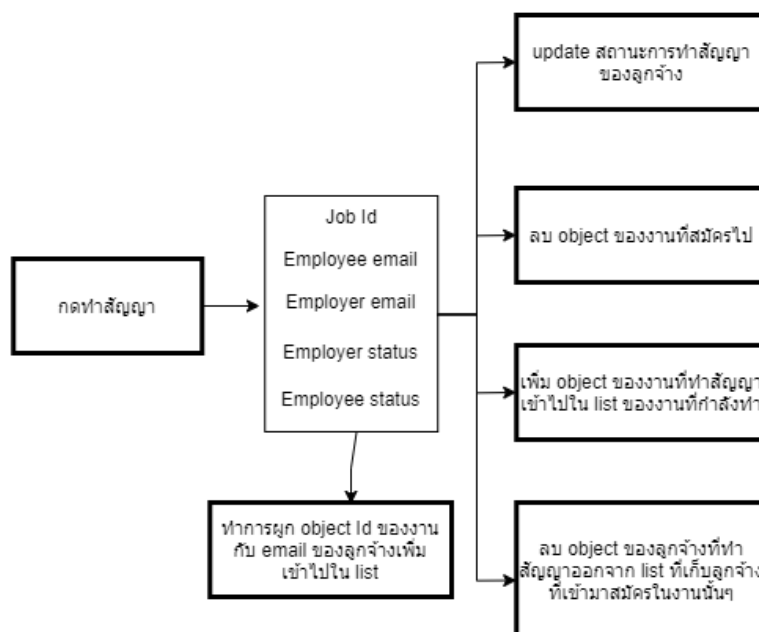 กดทำสัญญา
Job Id
Employee email
Employer email
Employer status
Employee status
ทำการผูก object Id ของงาน
กับ email ของลูกจ้างเพิ่ม
เข้าไปใน list
update สถานะการทำสัญญา
ของลูกจ้าง
ลบ object ของงานที่สมัครไป
เพิ่ม object ของงานที่ทำสัญญา
เข้าไปใน list ของงานที่กำลังทำ
ลบ object ของลูกจ้างที่ทำ
สัญญาออกจาก list ที่เก็บลูกจ้าง
ที่เข้ามาสมัครในงานนั้นๆ